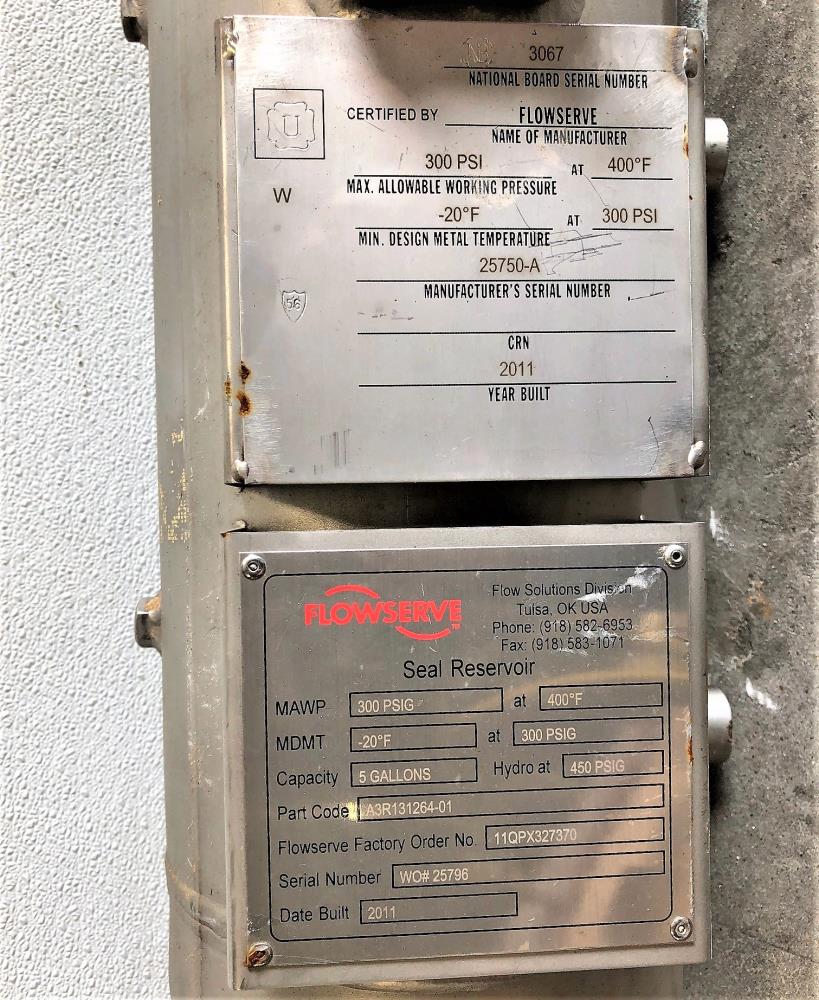 NB 3067
NATIONAL BOARD SERIAL NUMBER
U
CERTIFIED BY FLOWSERVE
NAME OF MANUFACTURER
300 PSI AT 400°F
MAX. ALLOWABLE WORKING PRESSURE
W
-20°F AT 300 PSI
MIN. DESIGN METAL TEMPERATURE
25750-A
MANUFACTURER'S SERIAL NUMBER
56
CRN
2011
YEAR BUILT
FLOWSERVE TM
Flow Solutions Division
Tulsa, OK USA
Phone: (918) 582-6953
Fax: (918) 583-1071
Seal Reservoir
MAWP 300 PSIG at 400°F
MDMT -20°F at 300 PSIG
Capacity 5 GALLONS Hydro at 450 PSIG
Part Code A3R131264-01
Flowserve Factory Order No. 11QPX327370
Serial Number WO# 25796
Date Built 2011